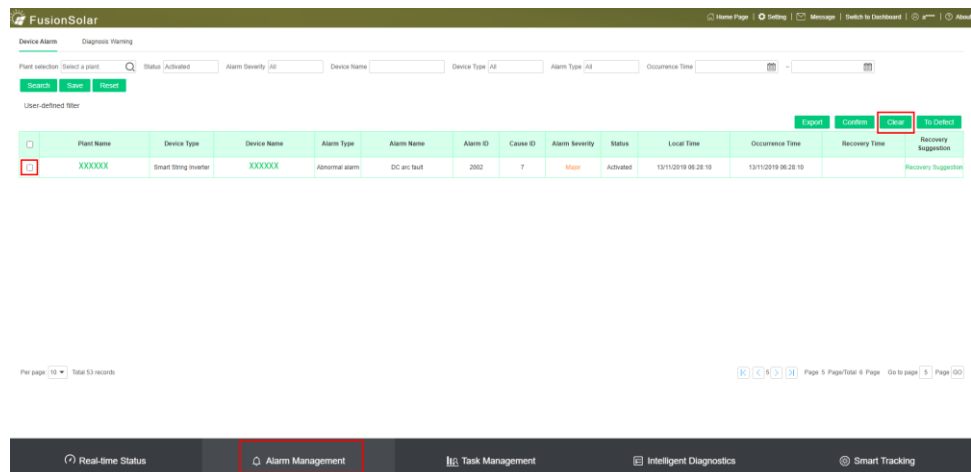 FusionSolar
Home Page | Setting | Message | Switch to Dashboard | a**** | About
Device Alarm Diagnosis Warning
Plant selection Select a plant. Status Activated Alarm Severity All Device Name Device Type All Alarm Type All Occurrence Time ~
Search Save Reset
User-defined filter
Export Confirm Clear To Defect
Plant Name Device Type Device Name Alarm Type Alarm Name Alarm ID Cause ID Alarm Severity Status Local Time Occurrence Time Recovery Time Recovery
Suggestion
XXXXXX Smart String Inverter XXXXXX Abnormal alarm DC arc fault 2002 7 Major Activated 13/11/2019 06:28:10 13/11/2019 06:28:10 Recovery Suggestion
Per page 10 Total 53 records
5 Page 5 Page/Total 6 Page Go to page 5 Page GO
Real-time Status Alarm Management Task Management Intelligent Diagnostics Smart Tracking